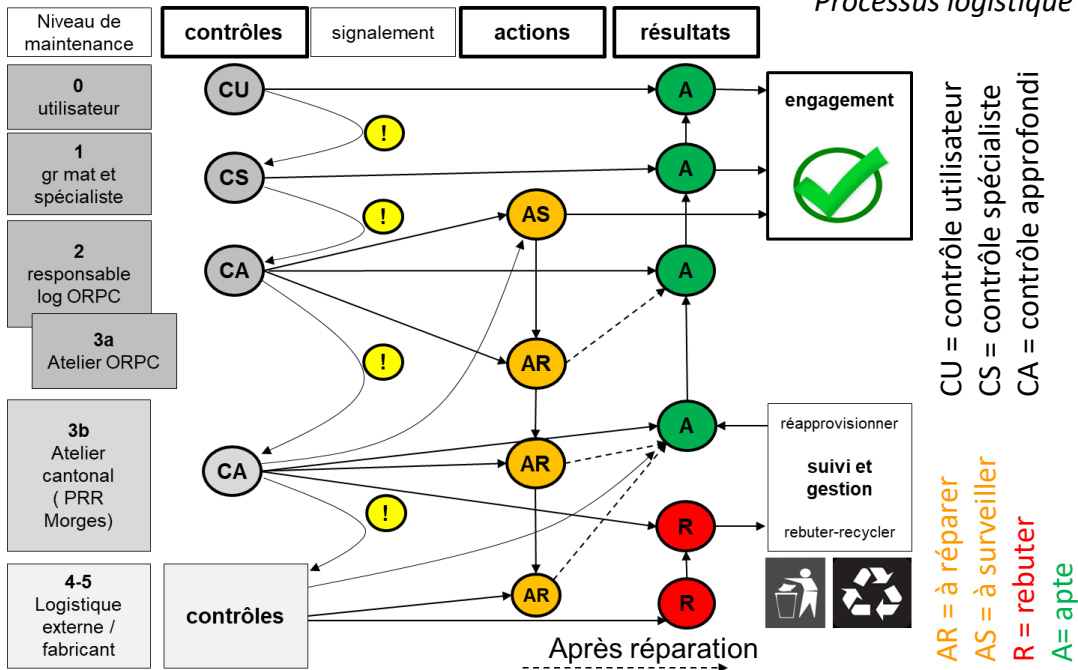 Processus logistique
Niveau de
maintenance
contrôles
signalement
actions
résultats
0
utilisateur
CU
A
engagement
!
1
gr mat et
spécialiste
CS
A
!
AS
2
responsable
log ORPC
CA
A
3a
Atelier ORPC
!
AR
3b
Atelier
cantonal
( PRR
Morges)
CA
AR
A
réapprovisionner
suivi et
gestion
rebuter-recycler
!
R
4-5
Logistique
externe /
fabricant
contrôles
AR
R
Après réparation
CU = contrôle utilisateur
CS = contrôle spécialiste
CA = contrôle approfondi
AR = à réparer
AS = à surveiller
R = rebuter
A= apte